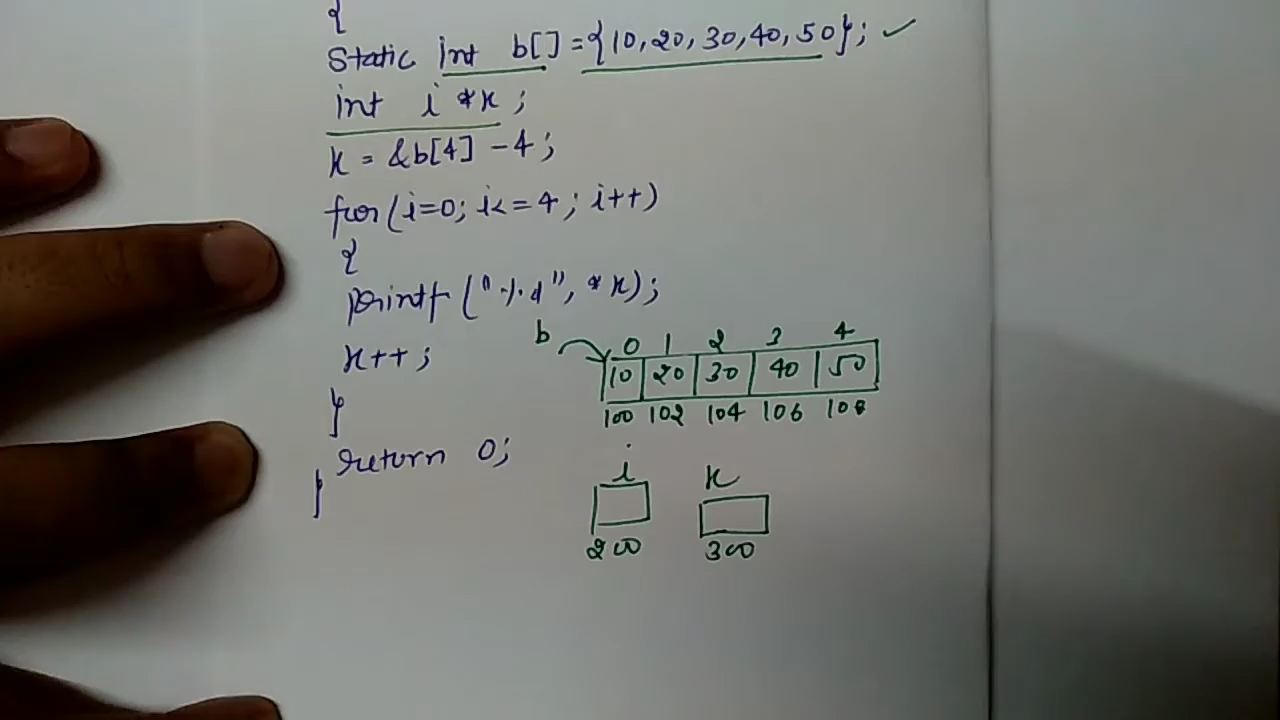 {
Static int b[] = {10, 20, 30, 40, 50};
int i *k;
k = &b[4] - 4;
for(i=0; i<=4; i++)
{
printf("%d", *k);
k++;
}
return 0;
}
b
0 1 2 3 4
10 20 30 40 50
100 102 104 106 108
i k
200 300